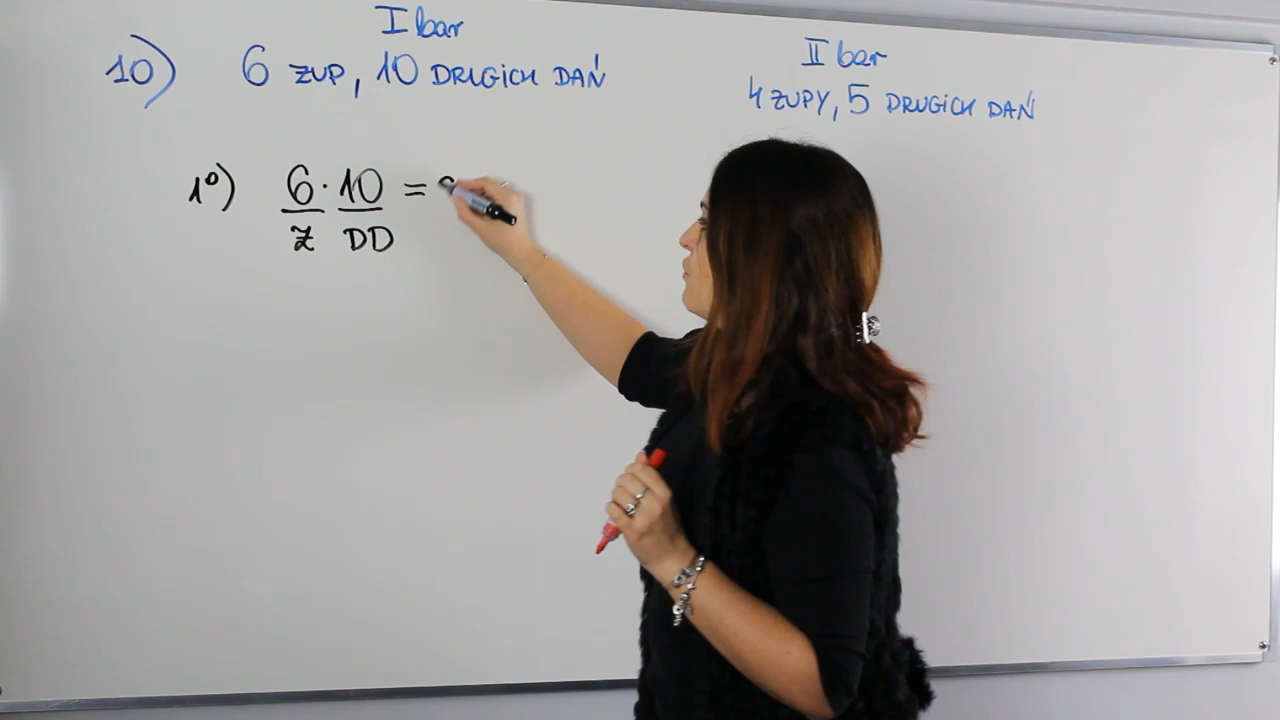 I bar
10) 6 ZUP, 10 DRUGICH DAŃ
II bar
4 ZUPY, 5 DRUGICH DAŃ
1°) 6 · 10 =
Z DD